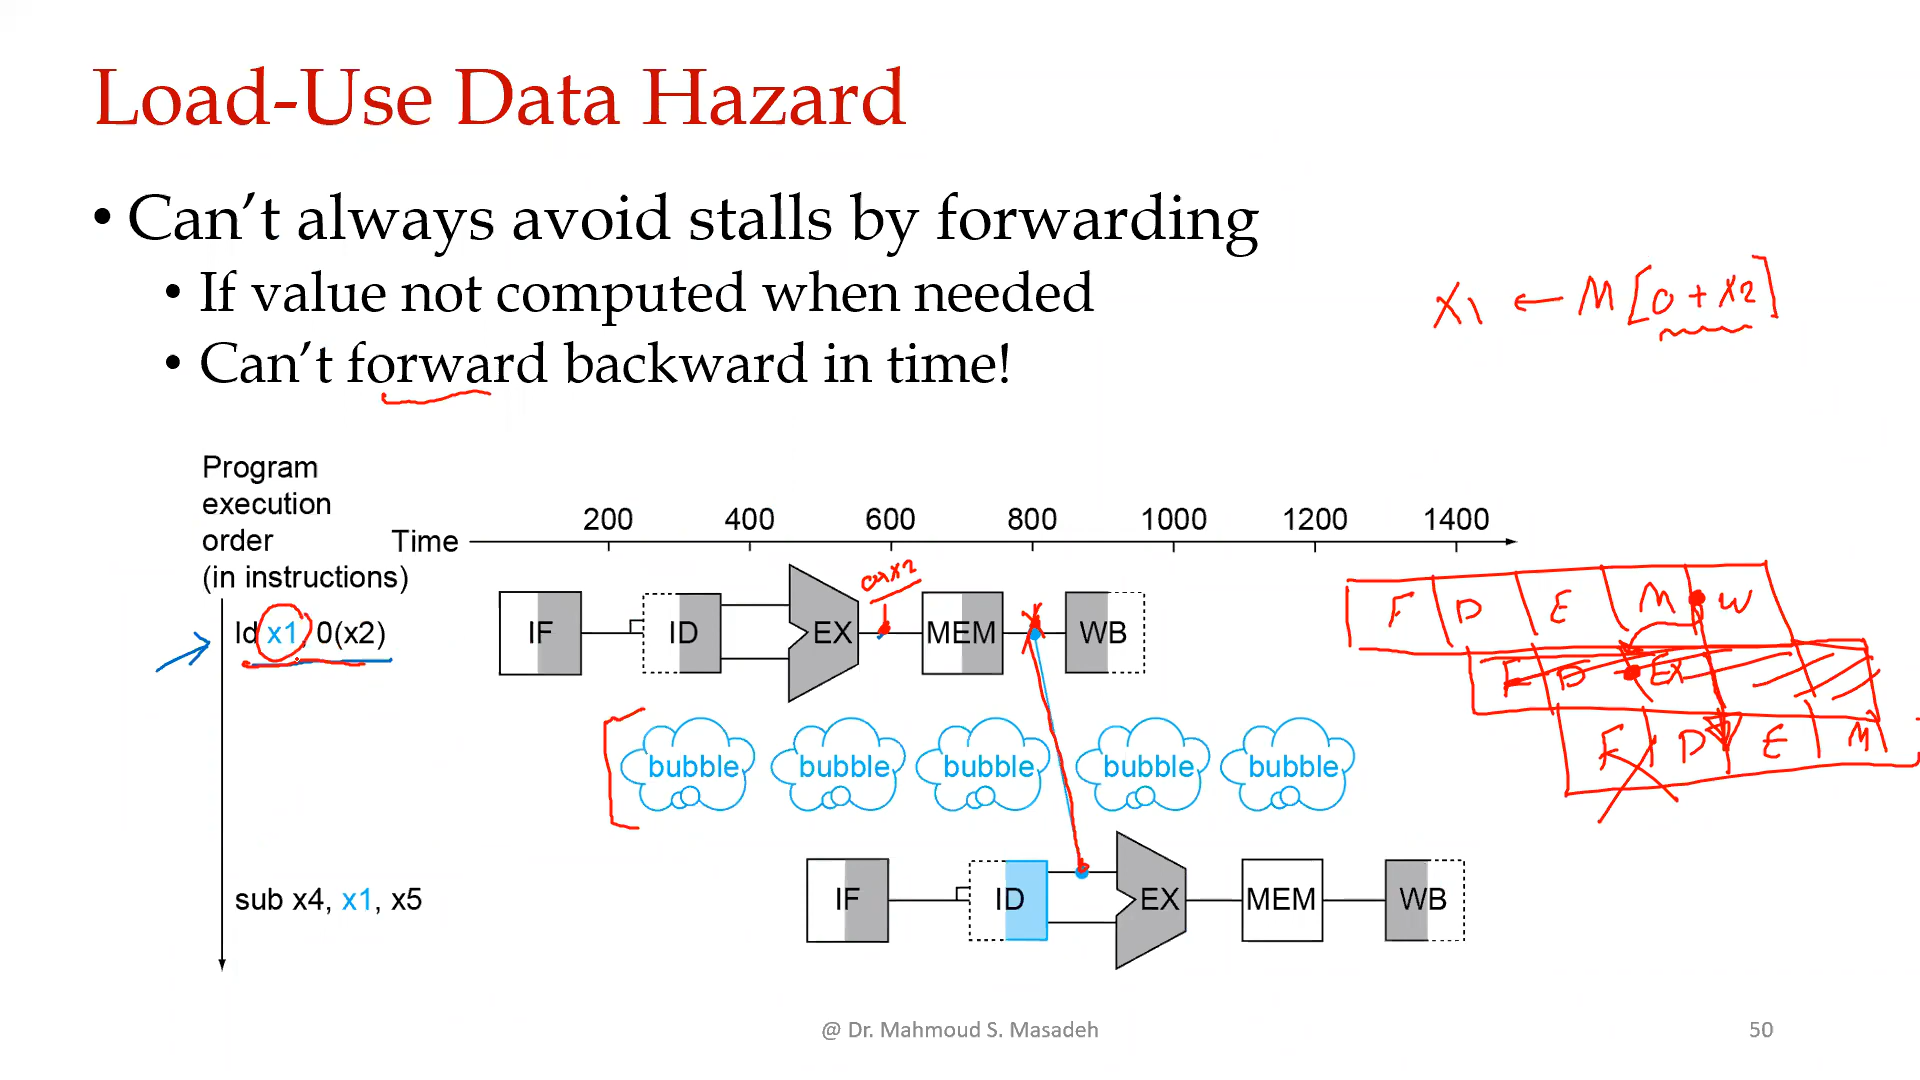 Load-Use Data Hazard
• Can’t always avoid stalls by forwarding
• If value not computed when needed
• Can’t forward backward in time!
X1 ← M[0+X2]
Program
execution
order
(in instructions)
Time
200 400 600 800 1000 1200 1400
ld x1, 0(x2)
IF ID EX MEM WB
F D E M W
F D EX
bubble bubble bubble bubble bubble
F D E M
sub x4, x1, x5
IF ID EX MEM WB
@ Dr. Mahmoud S. Masadeh
50